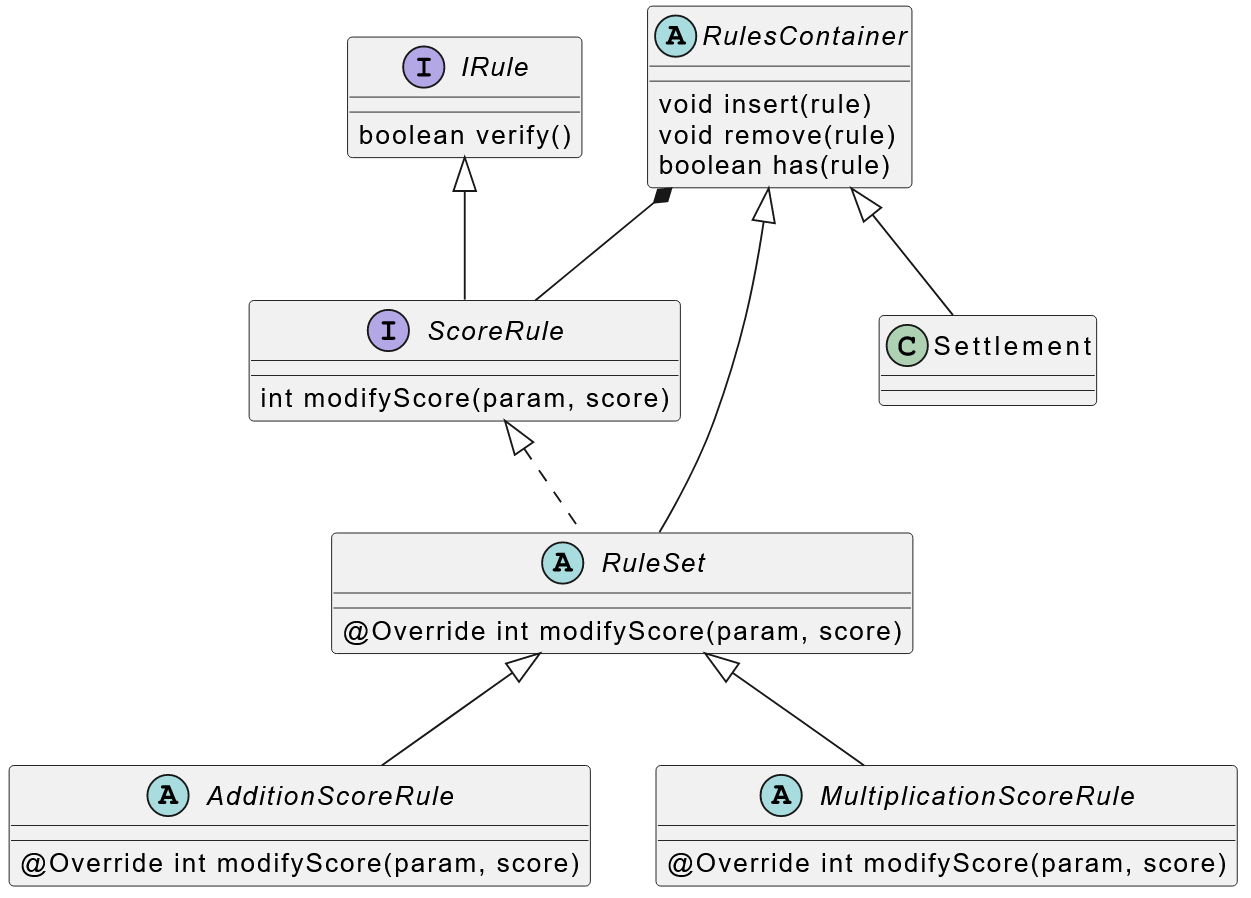 I IRule
boolean verify()
A RulesContainer
void insert(rule)
void remove(rule)
boolean has(rule)
I ScoreRule
int modifyScore(param, score)
C Settlement
A RuleSet
@Override int modifyScore(param, score)
A AdditionScoreRule
@Override int modifyScore(param, score)
A MultiplicationScoreRule
@Override int modifyScore(param, score)